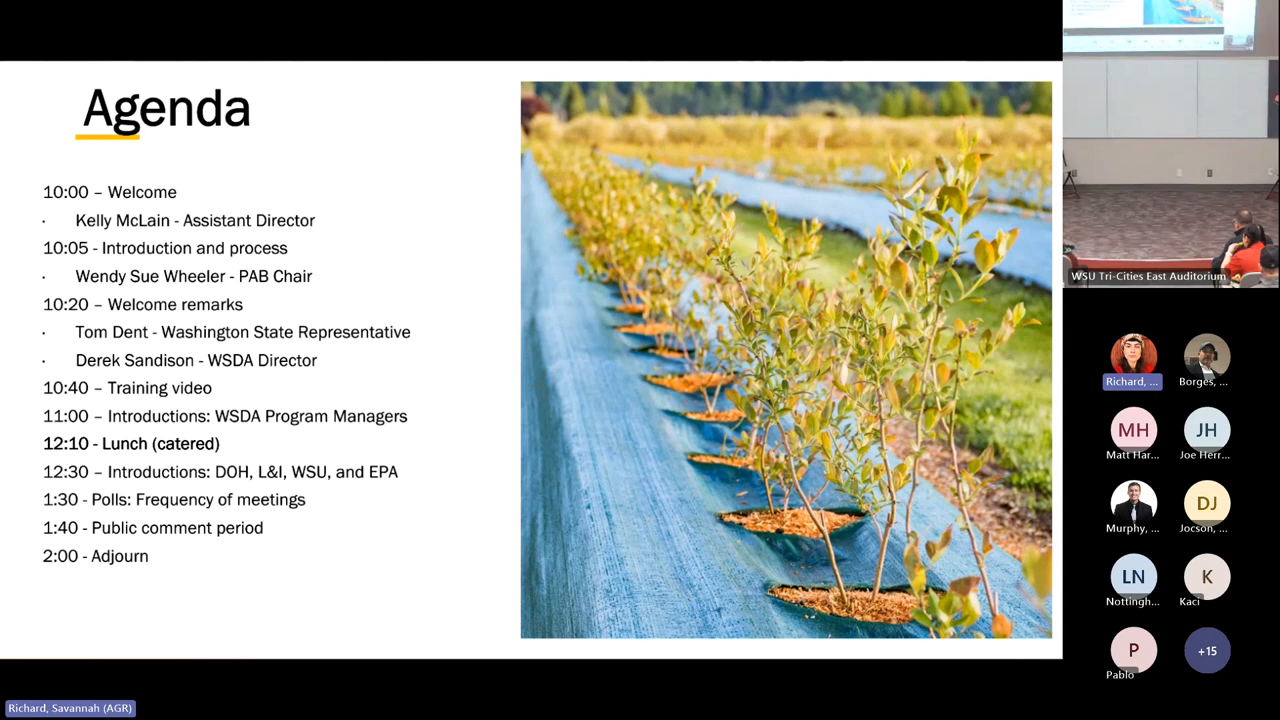 Agenda
10:00 – Welcome
· Kelly McLain - Assistant Director
10:05 - Introduction and process
· Wendy Sue Wheeler - PAB Chair
10:20 – Welcome remarks
· Tom Dent - Washington State Representative
· Derek Sandison - WSDA Director
10:40 – Training video
11:00 – Introductions: WSDA Program Managers
12:10 - Lunch (catered)
12:30 – Introductions: DOH, L&I, WSU, and EPA
1:30 - Polls: Frequency of meetings
1:40 - Public comment period
2:00 - Adjourn
WSU Tri-Cities East Auditorium
Richard, ...
Borges, ...
MH
JH
Matt Har...
Joe Herr...
DJ
Murphy, ...
Jocson, ...
LN
K
Nottingh...
Kaci
P
+15
Pablo
Richard, Savannah (AGR)